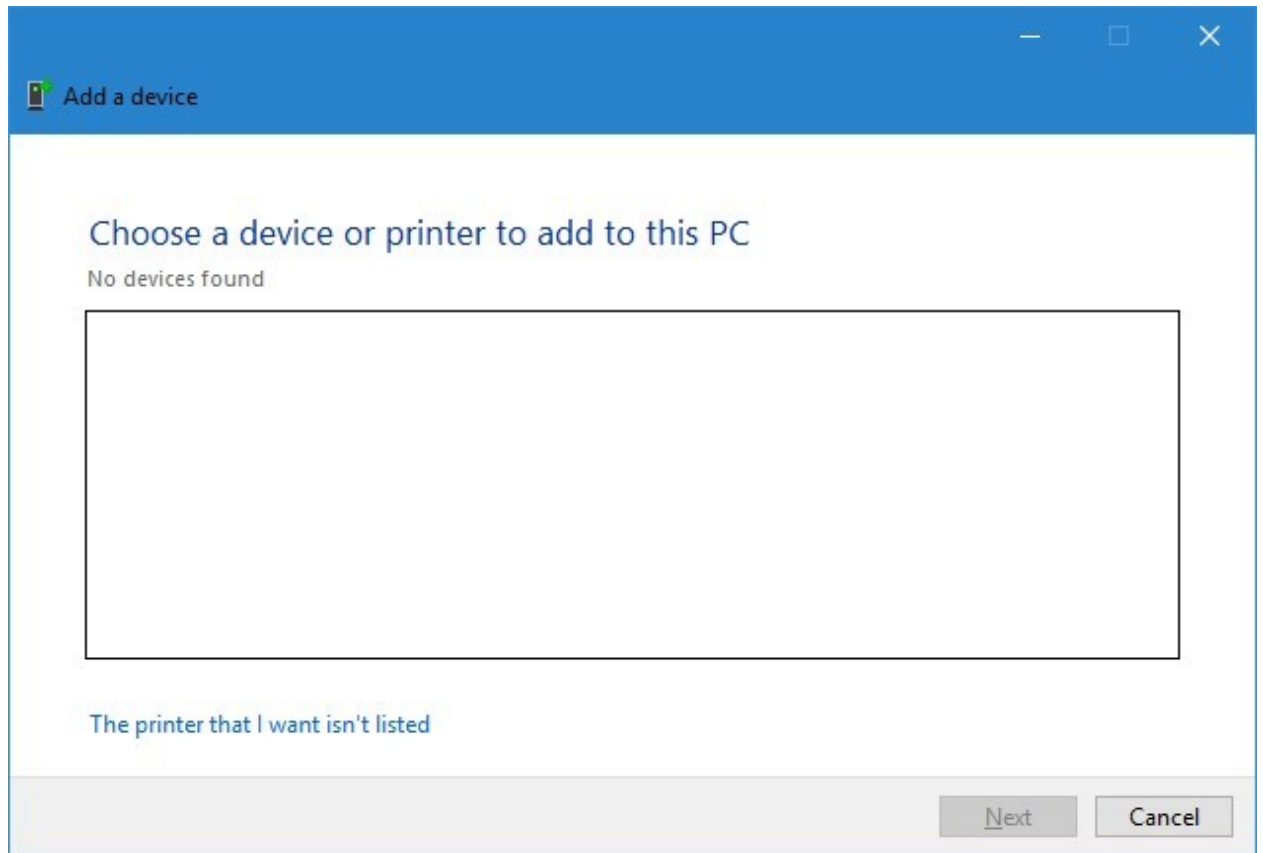 Add a device
Choose a device or printer to add to this PC
No devices found
The printer that I want isn't listed
Next
Cancel